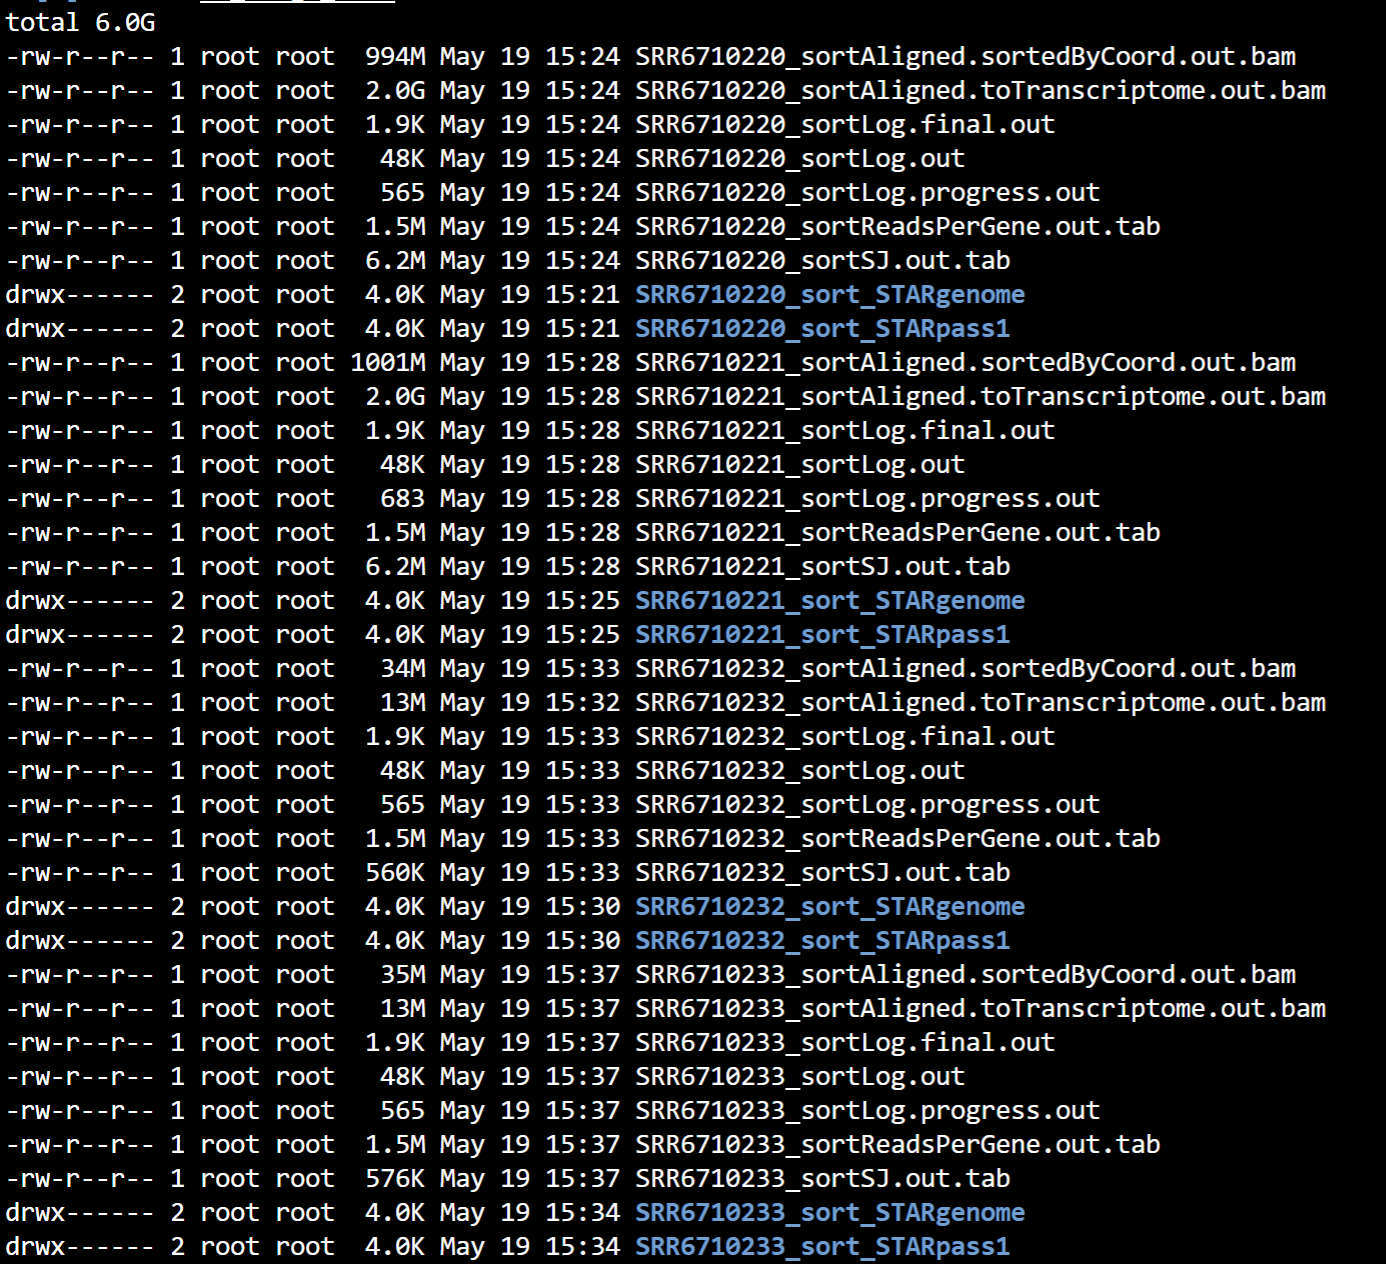 total 6.0G
-rw-r--r-- 1 root root  994M May 19 15:24 SRR6710220_sortAligned.sortedByCoord.out.bam
-rw-r--r-- 1 root root  2.0G May 19 15:24 SRR6710220_sortAligned.toTranscriptome.out.bam
-rw-r--r-- 1 root root  1.9K May 19 15:24 SRR6710220_sortLog.final.out
-rw-r--r-- 1 root root   48K May 19 15:24 SRR6710220_sortLog.out
-rw-r--r-- 1 root root   565 May 19 15:24 SRR6710220_sortLog.progress.out
-rw-r--r-- 1 root root  1.5M May 19 15:24 SRR6710220_sortReadsPerGene.out.tab
-rw-r--r-- 1 root root  6.2M May 19 15:24 SRR6710220_sortSJ.out.tab
drwx------ 2 root root  4.0K May 19 15:21 SRR6710220_sort_STARgenome
drwx------ 2 root root  4.0K May 19 15:21 SRR6710220_sort_STARpass1
-rw-r--r-- 1 root root 1001M May 19 15:28 SRR6710221_sortAligned.sortedByCoord.out.bam
-rw-r--r-- 1 root root  2.0G May 19 15:28 SRR6710221_sortAligned.toTranscriptome.out.bam
-rw-r--r-- 1 root root  1.9K May 19 15:28 SRR6710221_sortLog.final.out
-rw-r--r-- 1 root root   48K May 19 15:28 SRR6710221_sortLog.out
-rw-r--r-- 1 root root   683 May 19 15:28 SRR6710221_sortLog.progress.out
-rw-r--r-- 1 root root  1.5M May 19 15:28 SRR6710221_sortReadsPerGene.out.tab
-rw-r--r-- 1 root root  6.2M May 19 15:28 SRR6710221_sortSJ.out.tab
drwx------ 2 root root  4.0K May 19 15:25 SRR6710221_sort_STARgenome
drwx------ 2 root root  4.0K May 19 15:25 SRR6710221_sort_STARpass1
-rw-r--r-- 1 root root   34M May 19 15:33 SRR6710232_sortAligned.sortedByCoord.out.bam
-rw-r--r-- 1 root root   13M May 19 15:32 SRR6710232_sortAligned.toTranscriptome.out.bam
-rw-r--r-- 1 root root  1.9K May 19 15:33 SRR6710232_sortLog.final.out
-rw-r--r-- 1 root root   48K May 19 15:33 SRR6710232_sortLog.out
-rw-r--r-- 1 root root   565 May 19 15:33 SRR6710232_sortLog.progress.out
-rw-r--r-- 1 root root  1.5M May 19 15:33 SRR6710232_sortReadsPerGene.out.tab
-rw-r--r-- 1 root root  560K May 19 15:33 SRR6710232_sortSJ.out.tab
drwx------ 2 root root  4.0K May 19 15:30 SRR6710232_sort_STARgenome
drwx------ 2 root root  4.0K May 19 15:30 SRR6710232_sort_STARpass1
-rw-r--r-- 1 root root   35M May 19 15:37 SRR6710233_sortAligned.sortedByCoord.out.bam
-rw-r--r-- 1 root root   13M May 19 15:37 SRR6710233_sortAligned.toTranscriptome.out.bam
-rw-r--r-- 1 root root  1.9K May 19 15:37 SRR6710233_sortLog.final.out
-rw-r--r-- 1 root root   48K May 19 15:37 SRR6710233_sortLog.out
-rw-r--r-- 1 root root   565 May 19 15:37 SRR6710233_sortLog.progress.out
-rw-r--r-- 1 root root  1.5M May 19 15:37 SRR6710233_sortReadsPerGene.out.tab
-rw-r--r-- 1 root root  576K May 19 15:37 SRR6710233_sortSJ.out.tab
drwx------ 2 root root  4.0K May 19 15:34 SRR6710233_sort_STARgenome
drwx------ 2 root root  4.0K May 19 15:34 SRR6710233_sort_STARpass1